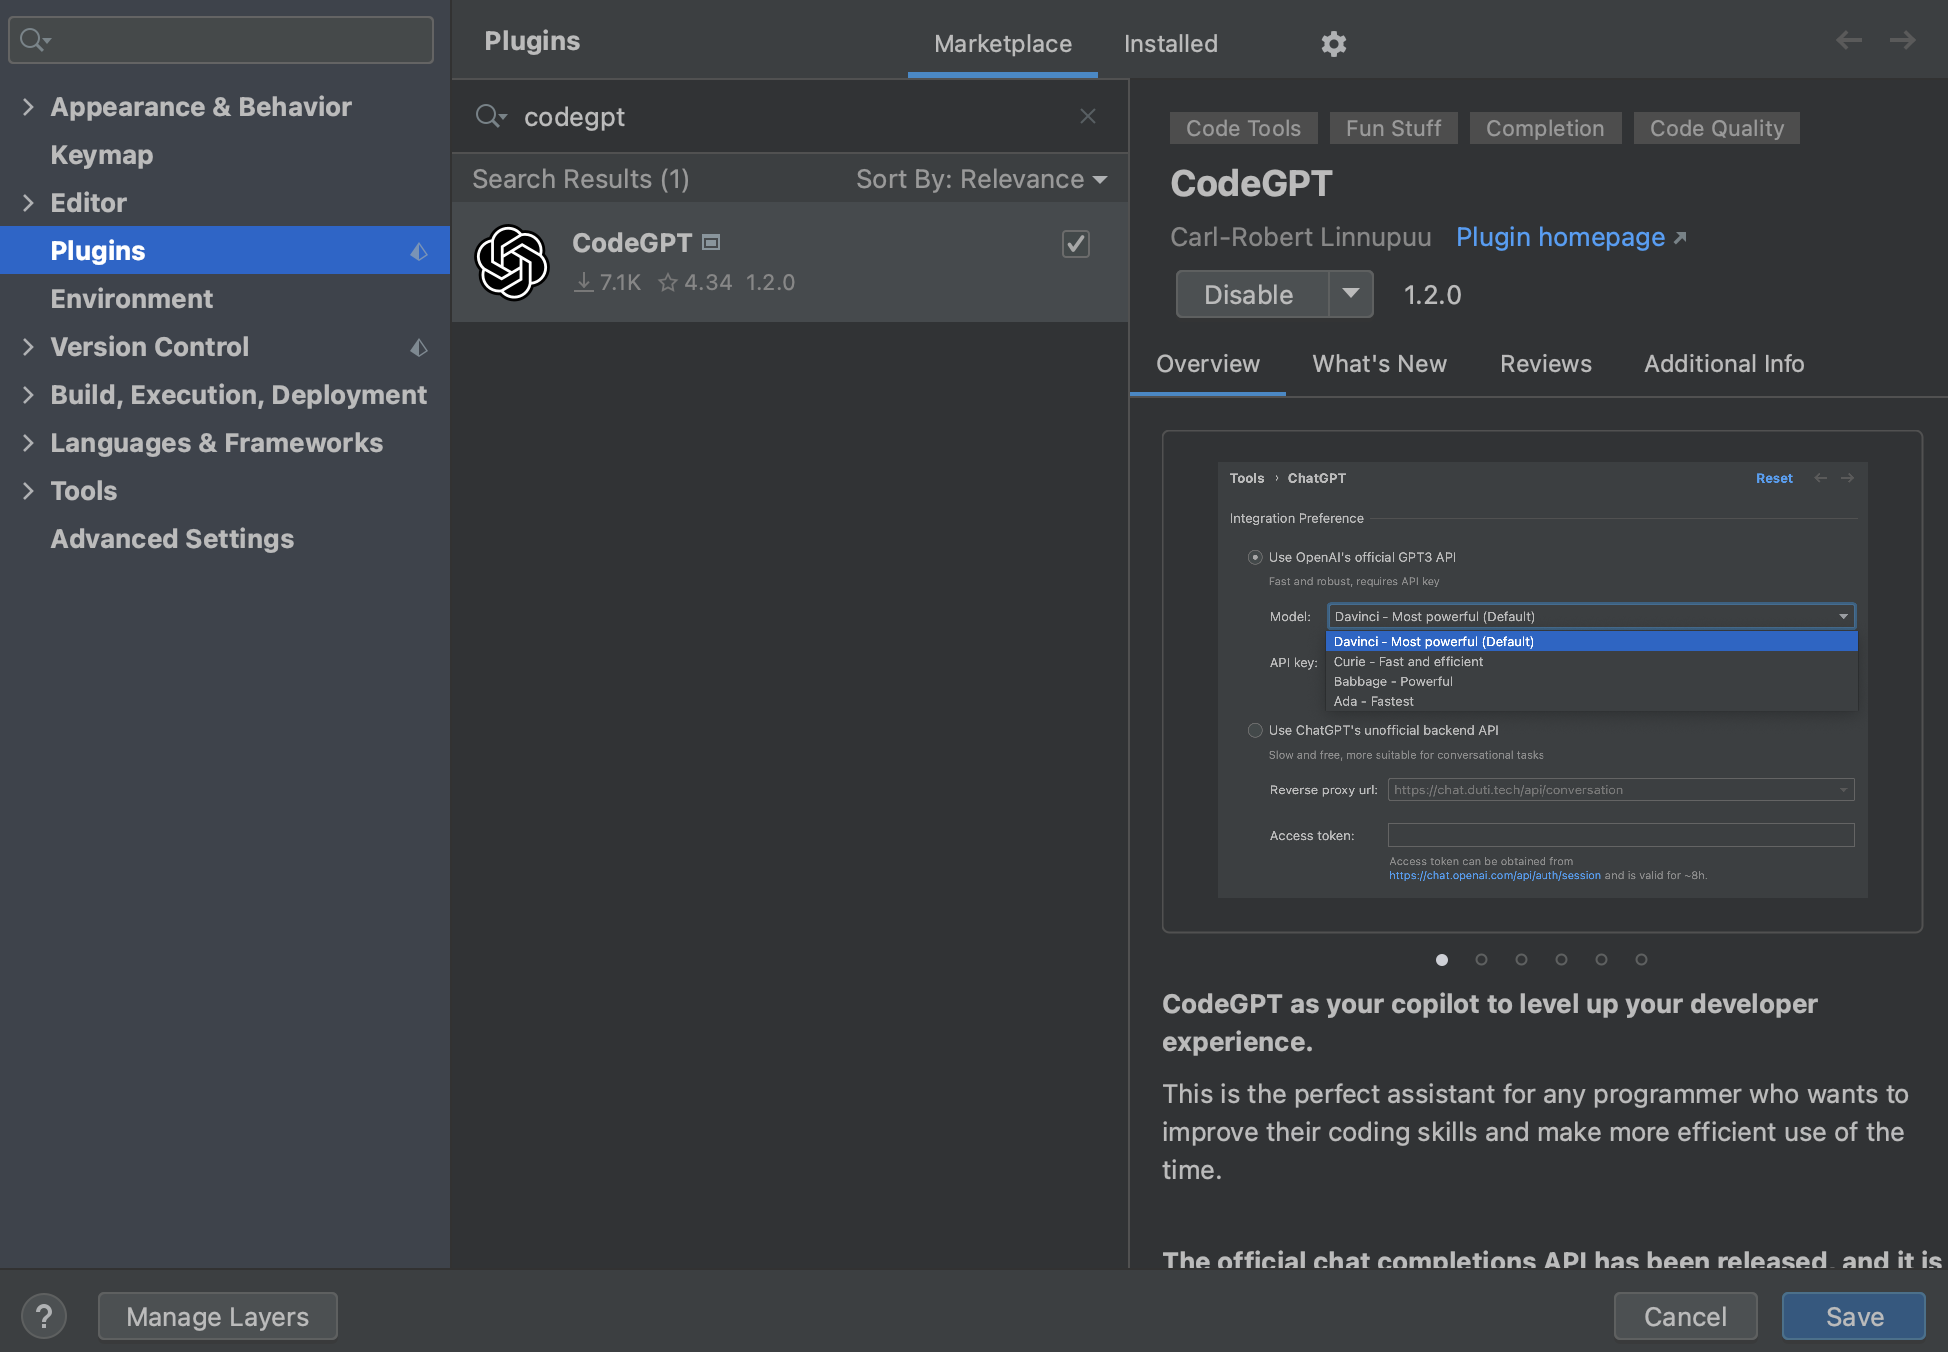 Plugins
Marketplace
Installed
Appearance & Behavior
Keymap
Editor
Plugins
Environment
Version Control
Build, Execution, Deployment
Languages & Frameworks
Tools
Advanced Settings
codegpt
Search Results (1)
Sort By: Relevance
CodeGPT
7.1K 4.34 1.2.0
Code Tools
Fun Stuff
Completion
Code Quality
CodeGPT
Carl-Robert Linnupuu Plugin homepage
Disable
1.2.0
Overview
What's New
Reviews
Additional Info
Tools › ChatGPT
Reset
Integration Preference
Use OpenAI's official GPT3 API
Fast and robust, requires API key
Model: Davinci - Most powerful (Default)
Davinci - Most powerful (Default)
API key:
Curie - Fast and efficient
Babbage - Powerful
Ada - Fastest
Use ChatGPT's unofficial backend API
Slow and free, more suitable for conversational tasks
Reverse proxy url: https://chat.duti.tech/api/conversation
Access token:
Access token can be obtained from
https://chat.openai.com/api/auth/session and is valid for ~8h.
CodeGPT as your copilot to level up your developer
experience.
This is the perfect assistant for any programmer who wants to
improve their coding skills and make more efficient use of the
time.
The official chat completions API has been released, and it is
?
Manage Layers
Cancel
Save